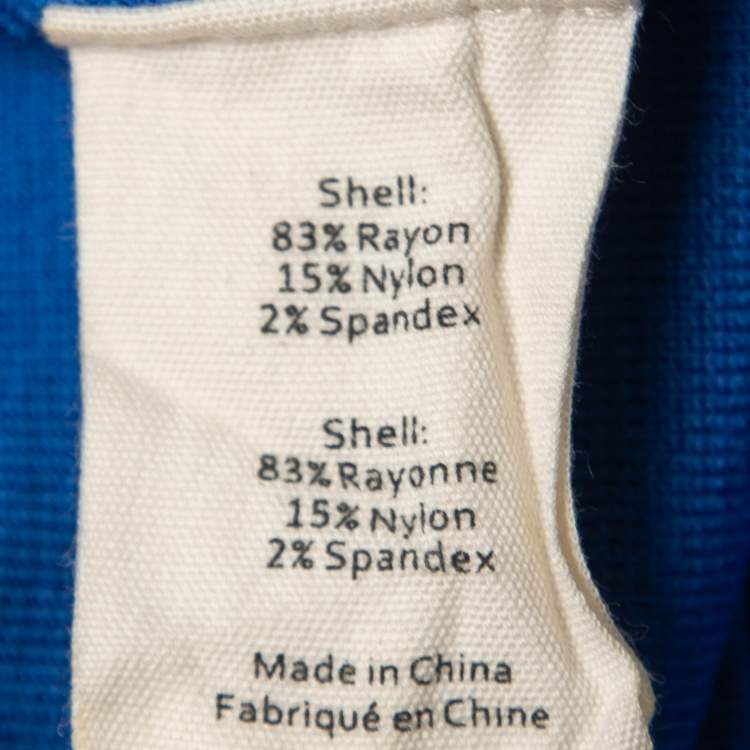 Shell:
83% Rayon
15% Nylon
2% Spandex
Shell:
83% Rayonne
15% Nylon
2% Spandex
Made in China
Fabriqué en Chine